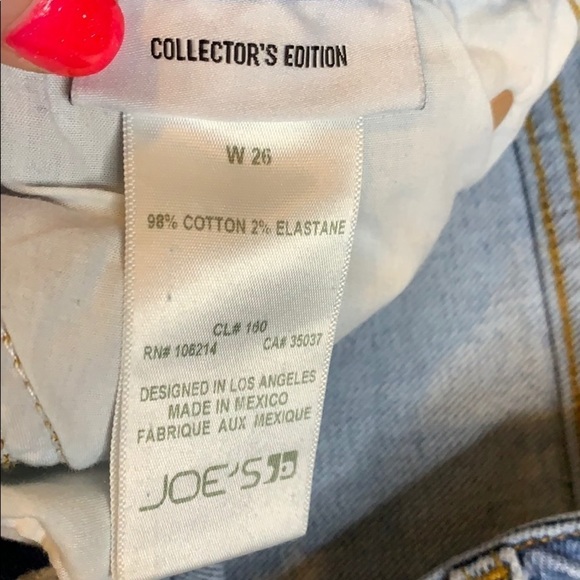 COLLECTOR'S EDITION
W 26
98% COTTON 2% ELASTANE
CL# 160
RN# 106214 CA# 35037
DESIGNED IN LOS ANGELES
MADE IN MEXICO
FABRIQUE AUX MEXIQUE
JOE'S